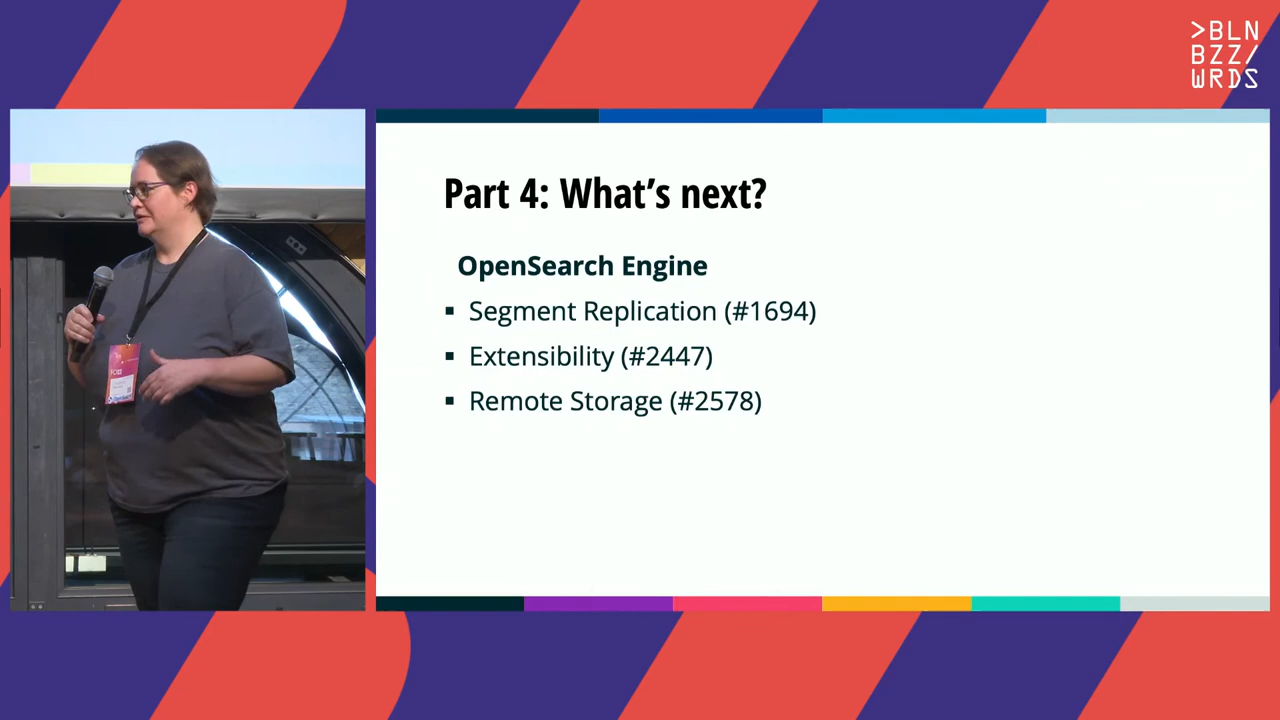 >BLN
BZZ/
WRDS
Part 4: What's next?
OpenSearch Engine
▪ Segment Replication (#1694)
▪ Extensibility (#2447)
▪ Remote Storage (#2578)